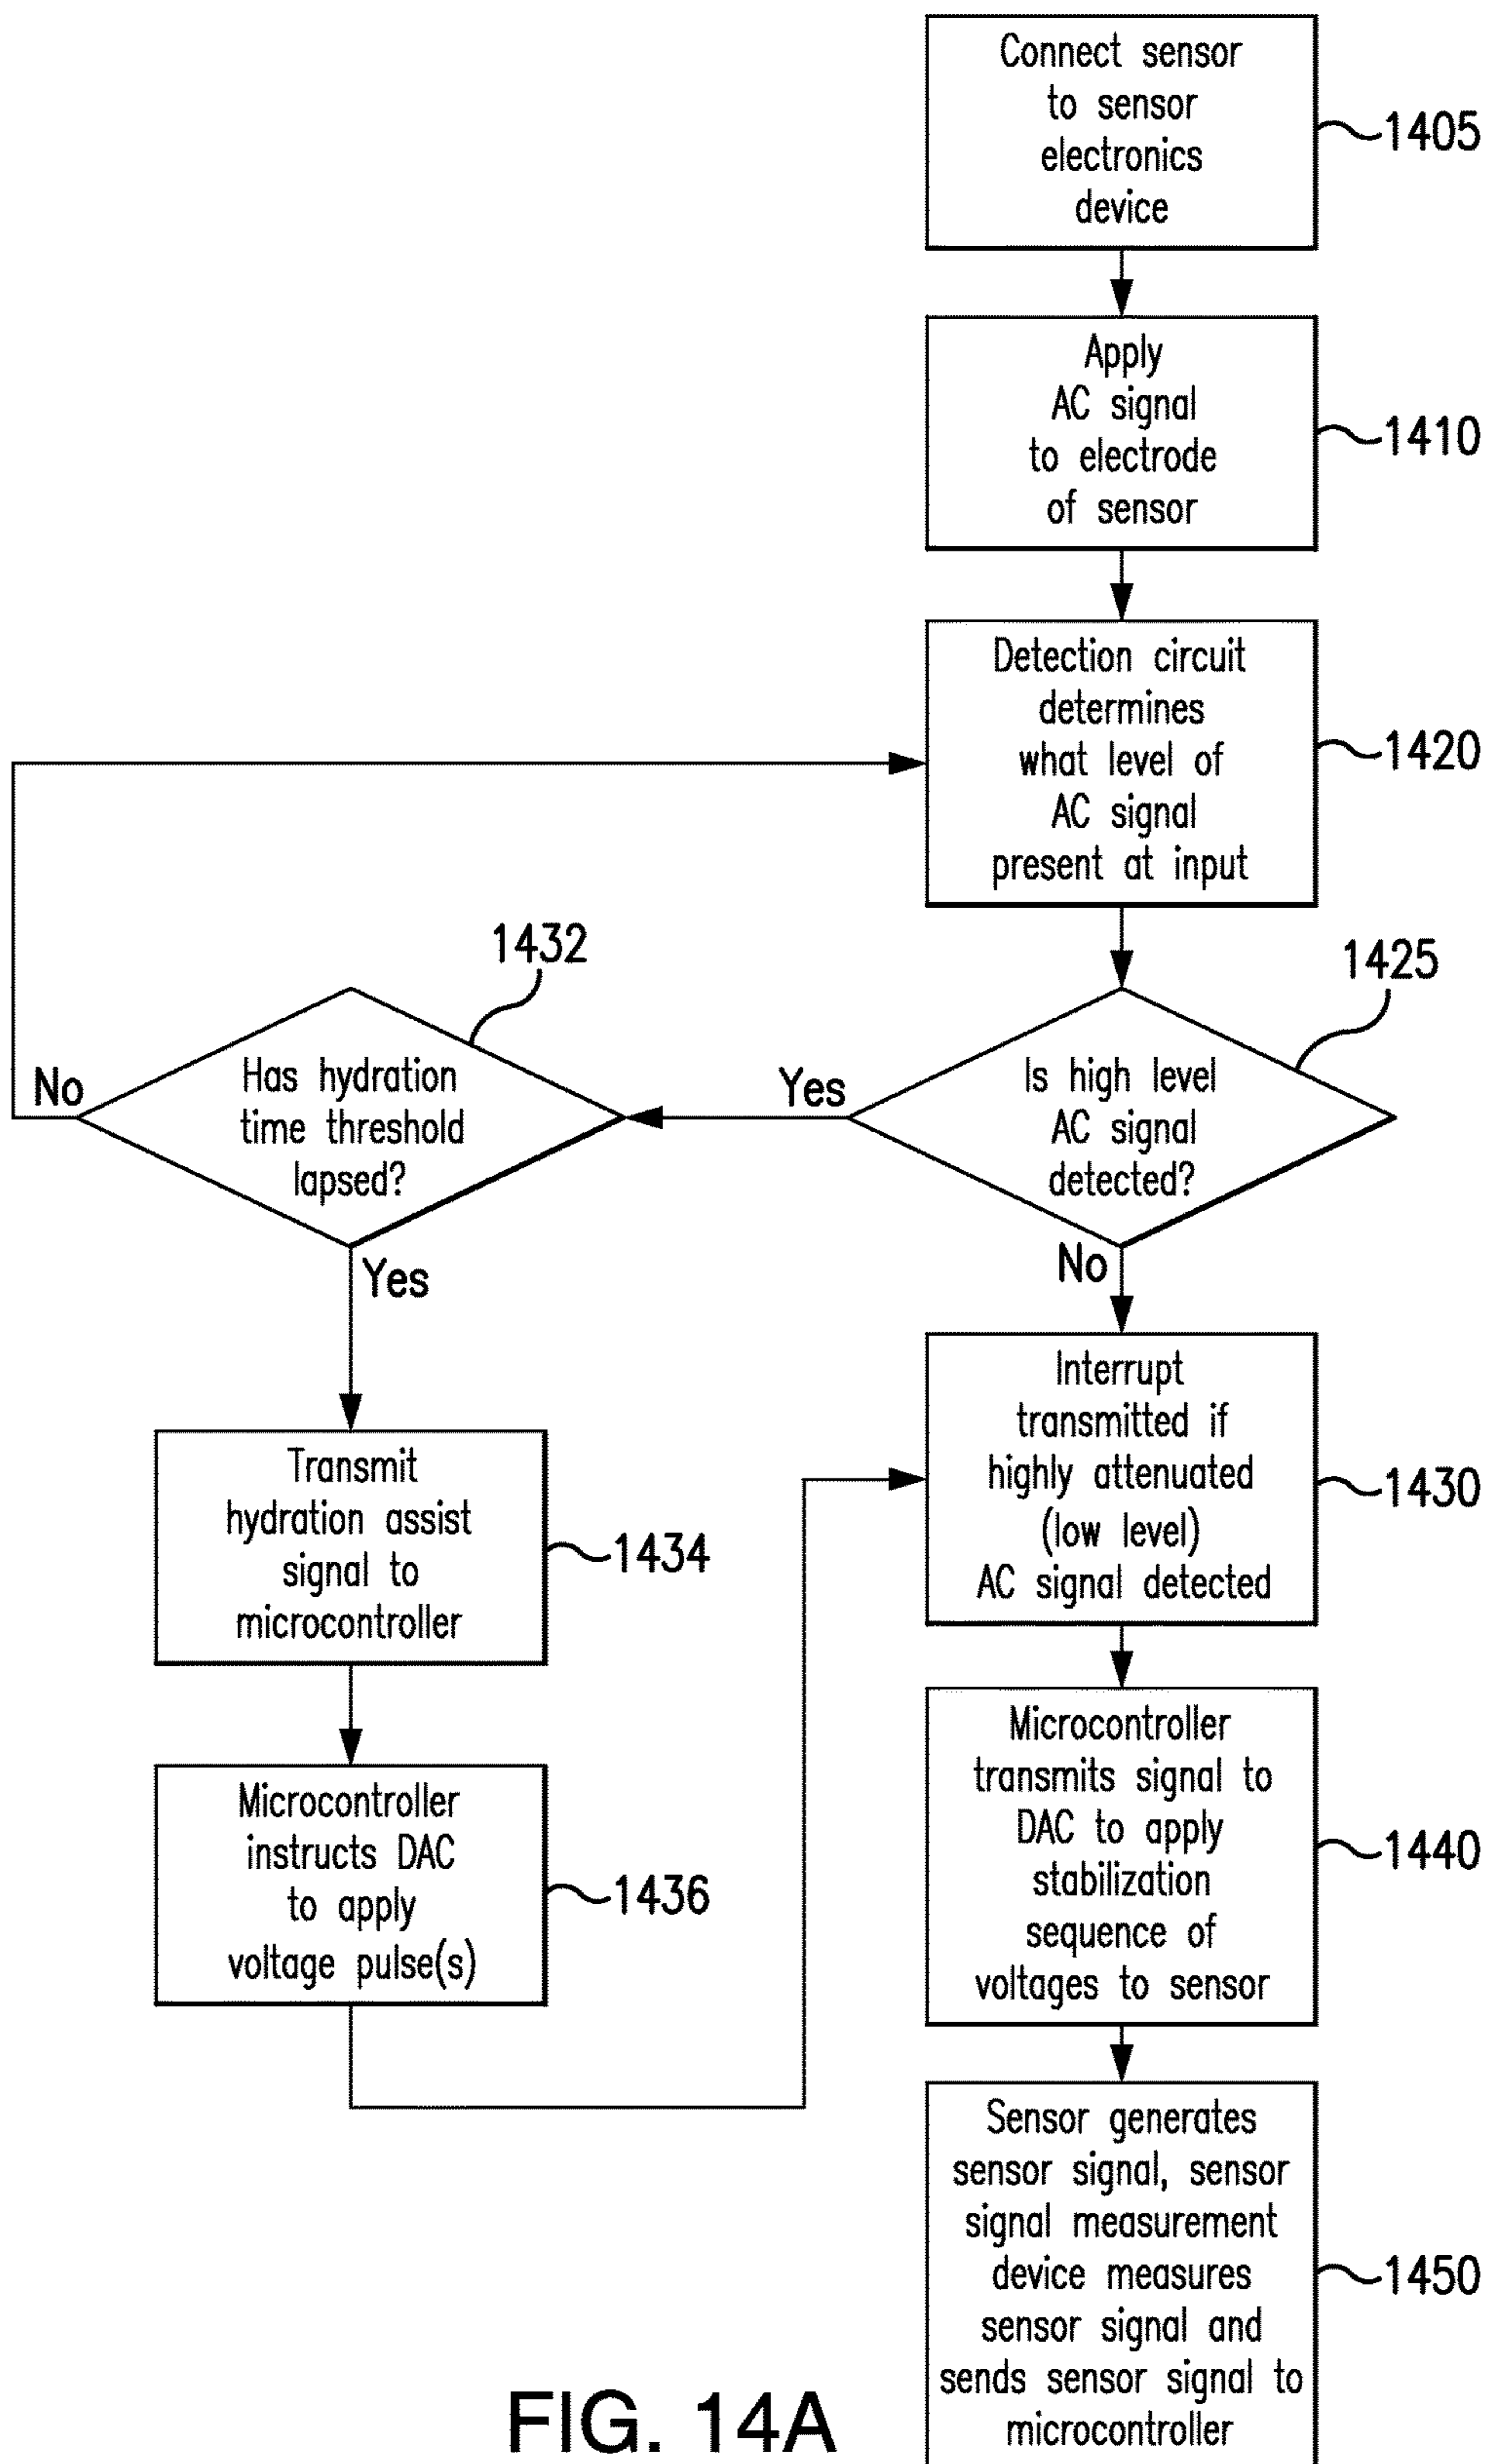 Connect sensor
to sensor
electronics
device
1405
Apply
AC signal
to electrode
of sensor
1410
Detection circuit
determines
what level of
AC signal
present at input
1420
1432
1425
Has hydration
time threshold
lapsed?
No
Yes
Is high level
AC signal
detected?
Yes
No
Interrupt
transmitted if
highly attenuated
(low level)
AC signal detected
1430
Transmit
hydration assist
signal to
microcontroller
1434
Microcontroller
transmits signal to
DAC to apply
stabilization
sequence of
voltages to sensor
1440
Microcontroller
instructs DAC
to apply
voltage pulse(s)
1436
Sensor generates
sensor signal, sensor
signal measurement
device measures
sensor signal and
sends sensor signal to
microcontroller
1450
FIG. 14A